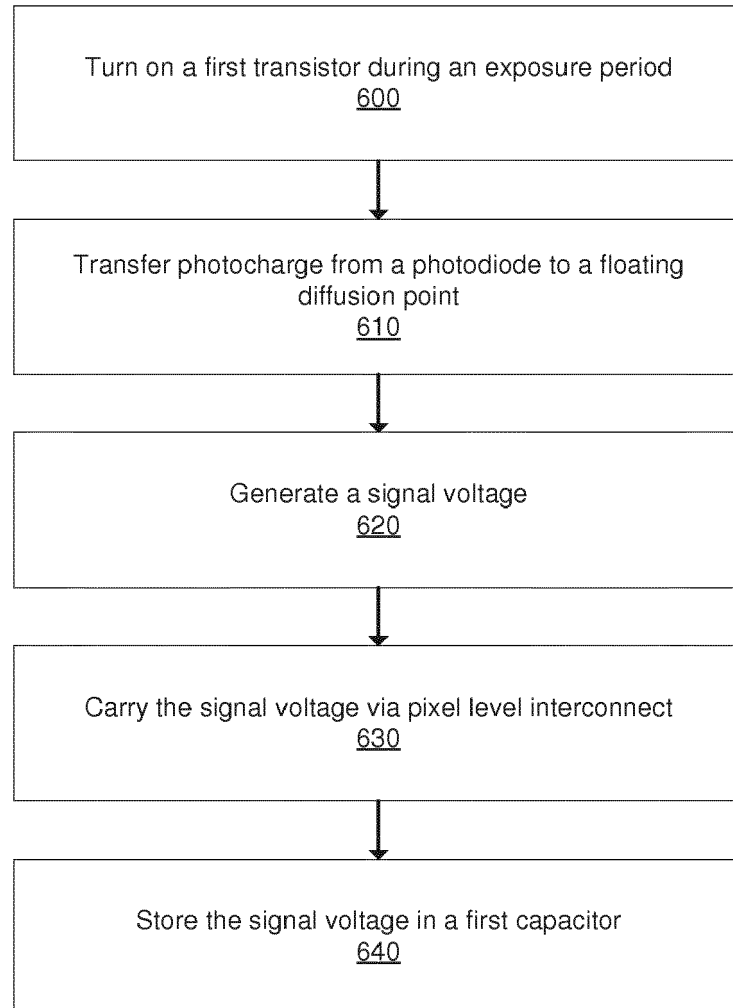 Turn on a first transistor during an exposure period
600
Transfer photocharge from a photodiode to a floating
diffusion point
610
Generate a signal voltage
620
Carry the signal voltage via pixel level interconnect
630
Store the signal voltage in a first capacitor
640